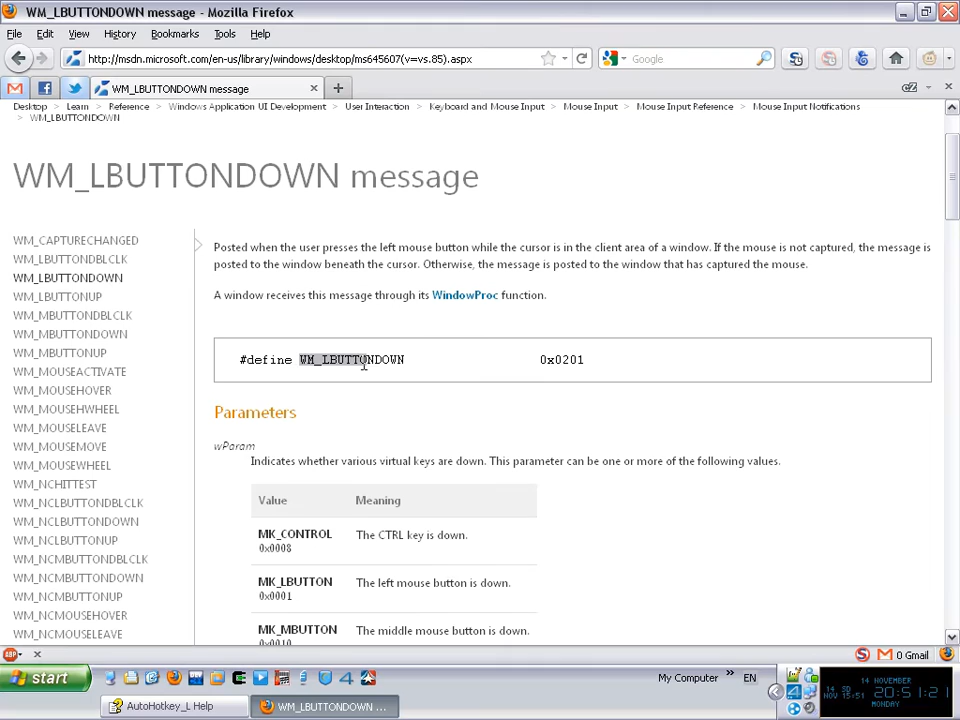 WM_LBUTTONDOWN message - Mozilla Firefox
File Edit View History Bookmarks Tools Help
http://msdn.microsoft.com/en-us/library/windows/desktop/ms645607(v=vs.85).aspx
Google
WM_LBUTTONDOWN message
Desktop Learn Reference Windows Application UI Development User Interaction Keyboard and Mouse Input Mouse Input Mouse Input Reference Mouse Input Notifications
WM_LBUTTONDOWN
WM_LBUTTONDOWN message
WM_CAPTURECHANGED
WM_LBUTTONDBLCLK
WM_LBUTTONDOWN
WM_LBUTTONUP
WM_MBUTTONDBLCLK
WM_MBUTTONDOWN
WM_MBUTTONUP
WM_MOUSEACTIVATE
WM_MOUSEHOVER
WM_MOUSEHWHEEL
WM_MOUSELEAVE
WM_MOUSEMOVE
WM_MOUSEWHEEL
WM_NCHITTEST
WM_NCLBUTTONDBLCLK
WM_NCLBUTTONDOWN
WM_NCLBUTTONUP
WM_NCMBUTTONDBLCLK
WM_NCMBUTTONDOWN
WM_NCMBUTTONUP
WM_NCMOUSEHOVER
WM_NCMOUSELEAVE
Posted when the user presses the left mouse button while the cursor is in the client area of a window. If the mouse is not captured, the message is
posted to the window beneath the cursor. Otherwise, the message is posted to the window that has captured the mouse.
A window receives this message through its WindowProc function.
#define WM_LBUTTONDOWN 0x0201
Parameters
wParam
Indicates whether various virtual keys are down. This parameter can be one or more of the following values.
Value Meaning
MK_CONTROL The CTRL key is down.
0x0008
MK_LBUTTON The left mouse button is down.
0x0001
MK_MBUTTON The middle mouse button is down.
0x0010
ABP
0 Gmail
start
My Computer
EN
14 NOVEMBER
20:51:21
MONDAY
AutoHotkey_L Help
WM_LBUTTONDOWN ...